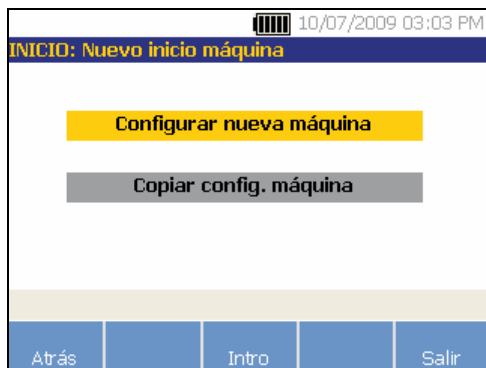 10/07/2009 03:03 PM
INICIO: Nuevo inicio máquina
Configurar nueva máquina
Copiar config. máquina
Atrás Intro Salir